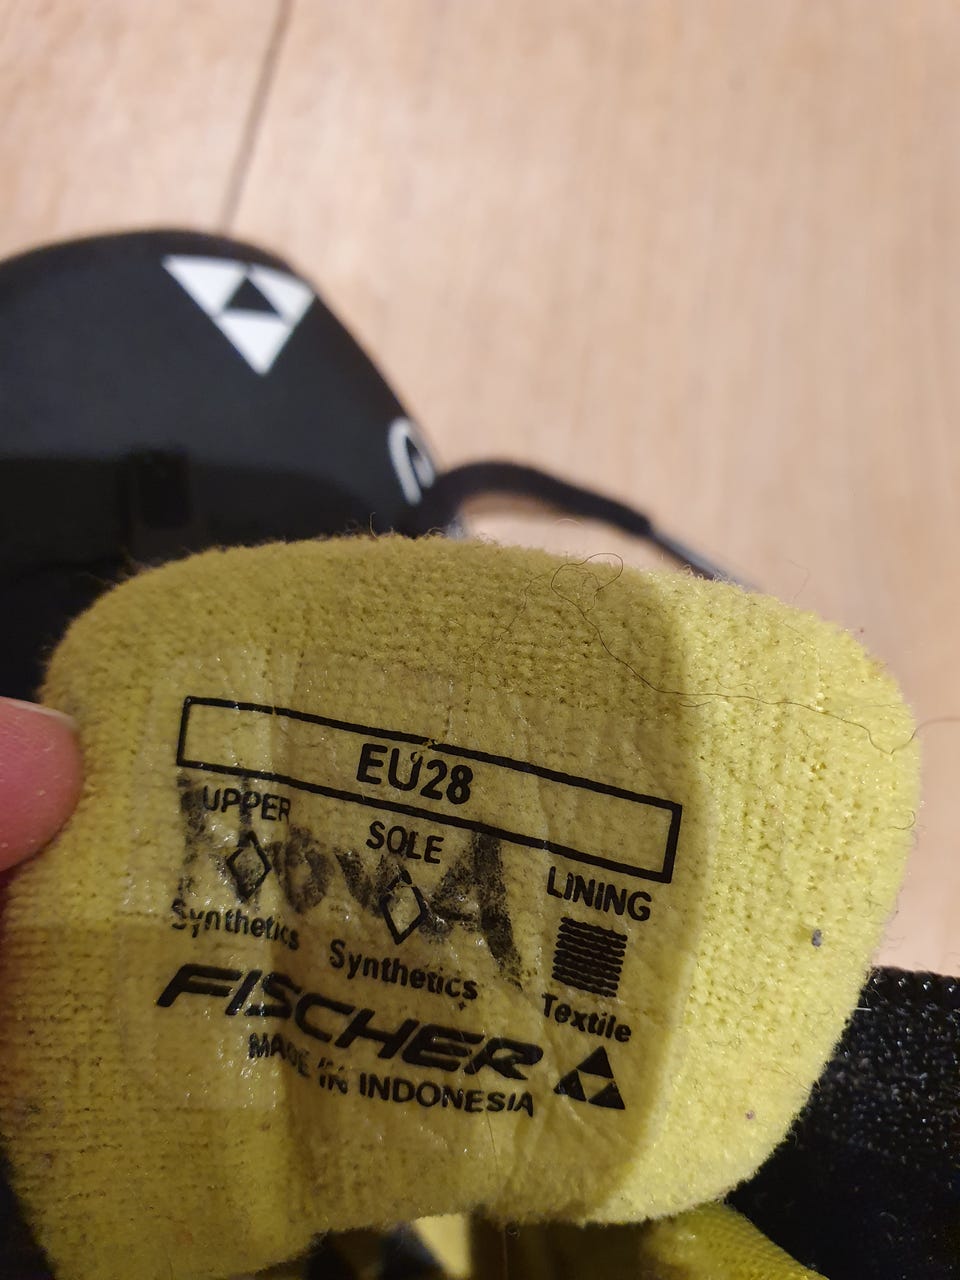 EU28
UPPER SOLE LINING
Synthetics Synthetics Textile
FISCHER
MADE IN INDONESIA